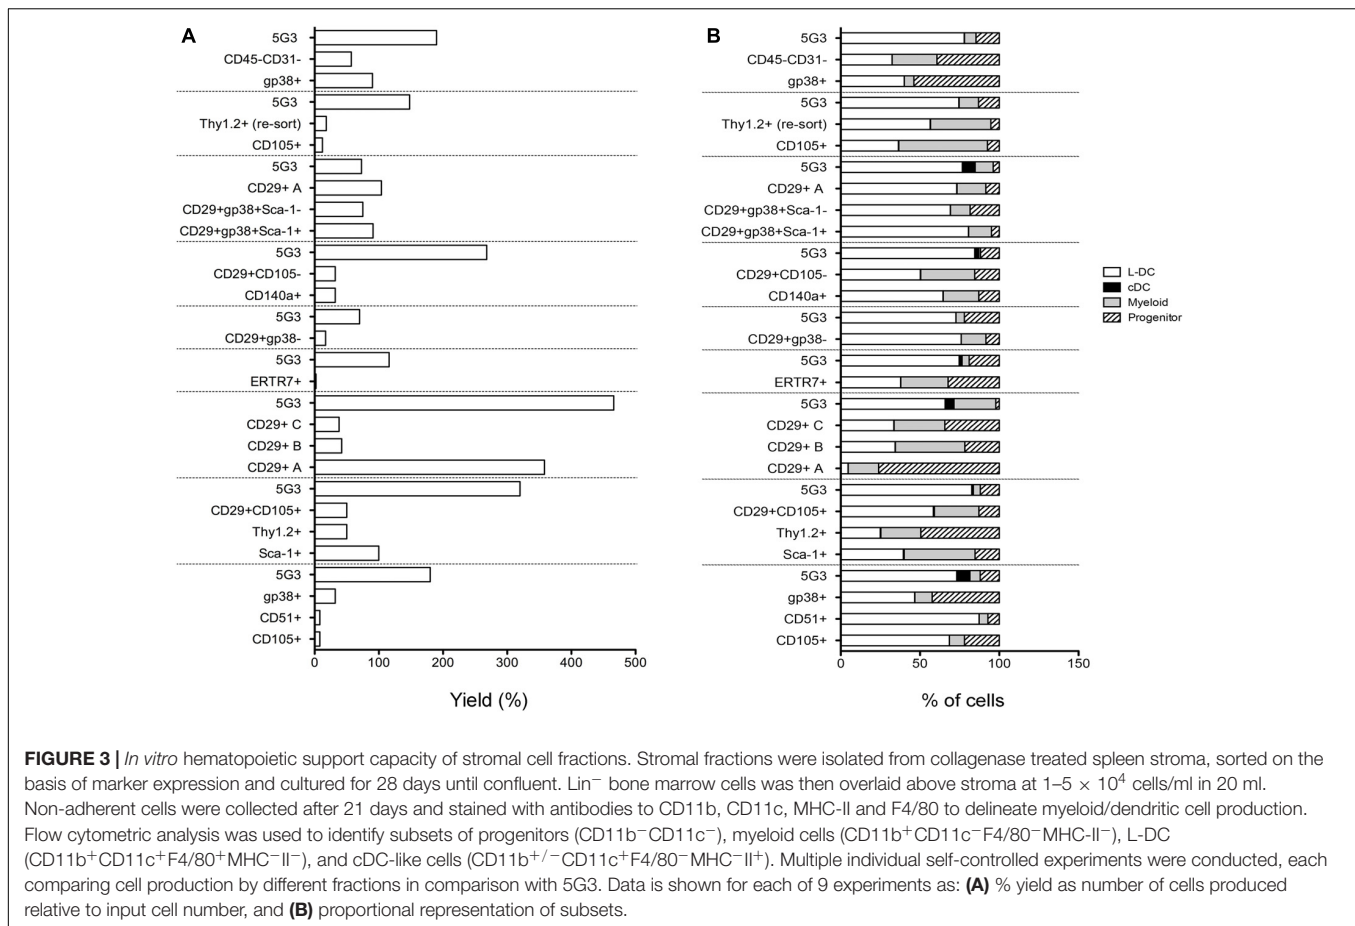 A
5G3
CD45-CD31-
gp38+
5G3
Thy1.2+ (re-sort)
CD105+
5G3
CD29+ A
CD29+gp38+Sca-1-
CD29+gp38+Sca-1+
5G3
CD29+CD105-
CD140a+
5G3
CD29+gp38-
5G3
ERTR7+
5G3
CD29+ C
CD29+ B
CD29+ A
5G3
CD29+CD105+
Thy1.2+
Sca-1+
5G3
gp38+
CD51+
CD105+
0 100 200 300 400 500
Yield (%)
B
5G3
CD45-CD31-
gp38+
5G3
Thy1.2+ (re-sort)
CD105+
5G3
CD29+ A
CD29+gp38+Sca-1-
CD29+gp38+Sca-1+
5G3
CD29+CD105-
CD140a+
5G3
CD29+gp38-
5G3
ERTR7+
5G3
CD29+ C
CD29+ B
CD29+ A
5G3
CD29+CD105+
Thy1.2+
Sca-1+
5G3
gp38+
CD51+
CD105+
0 50 100 150
% of cells
L-DC
cDC
Myeloid
Progenitor
FIGURE 3 | In vitro hematopoietic support capacity of stromal cell fractions. Stromal fractions were isolated from collagenase treated spleen stroma, sorted on the
basis of marker expression and cultured for 28 days until confluent. Lin⁻ bone marrow cells was then overlaid above stroma at 1–5 × 10⁴ cells/ml in 20 ml.
Non-adherent cells were collected after 21 days and stained with antibodies to CD11b, CD11c, MHC-II and F4/80 to delineate myeloid/dendritic cell production.
Flow cytometric analysis was used to identify subsets of progenitors (CD11b⁻CD11c⁻), myeloid cells (CD11b⁺CD11c⁻F4/80⁻MHC-II⁻), L-DC
(CD11b⁺CD11c⁺F4/80⁺MHC⁻II⁻), and cDC-like cells (CD11b⁺/⁻CD11c⁺F4/80⁻MHC⁻II⁺). Multiple individual self-controlled experiments were conducted, each
comparing cell production by different fractions in comparison with 5G3. Data is shown for each of 9 experiments as: (A) % yield as number of cells produced
relative to input cell number, and (B) proportional representation of subsets.